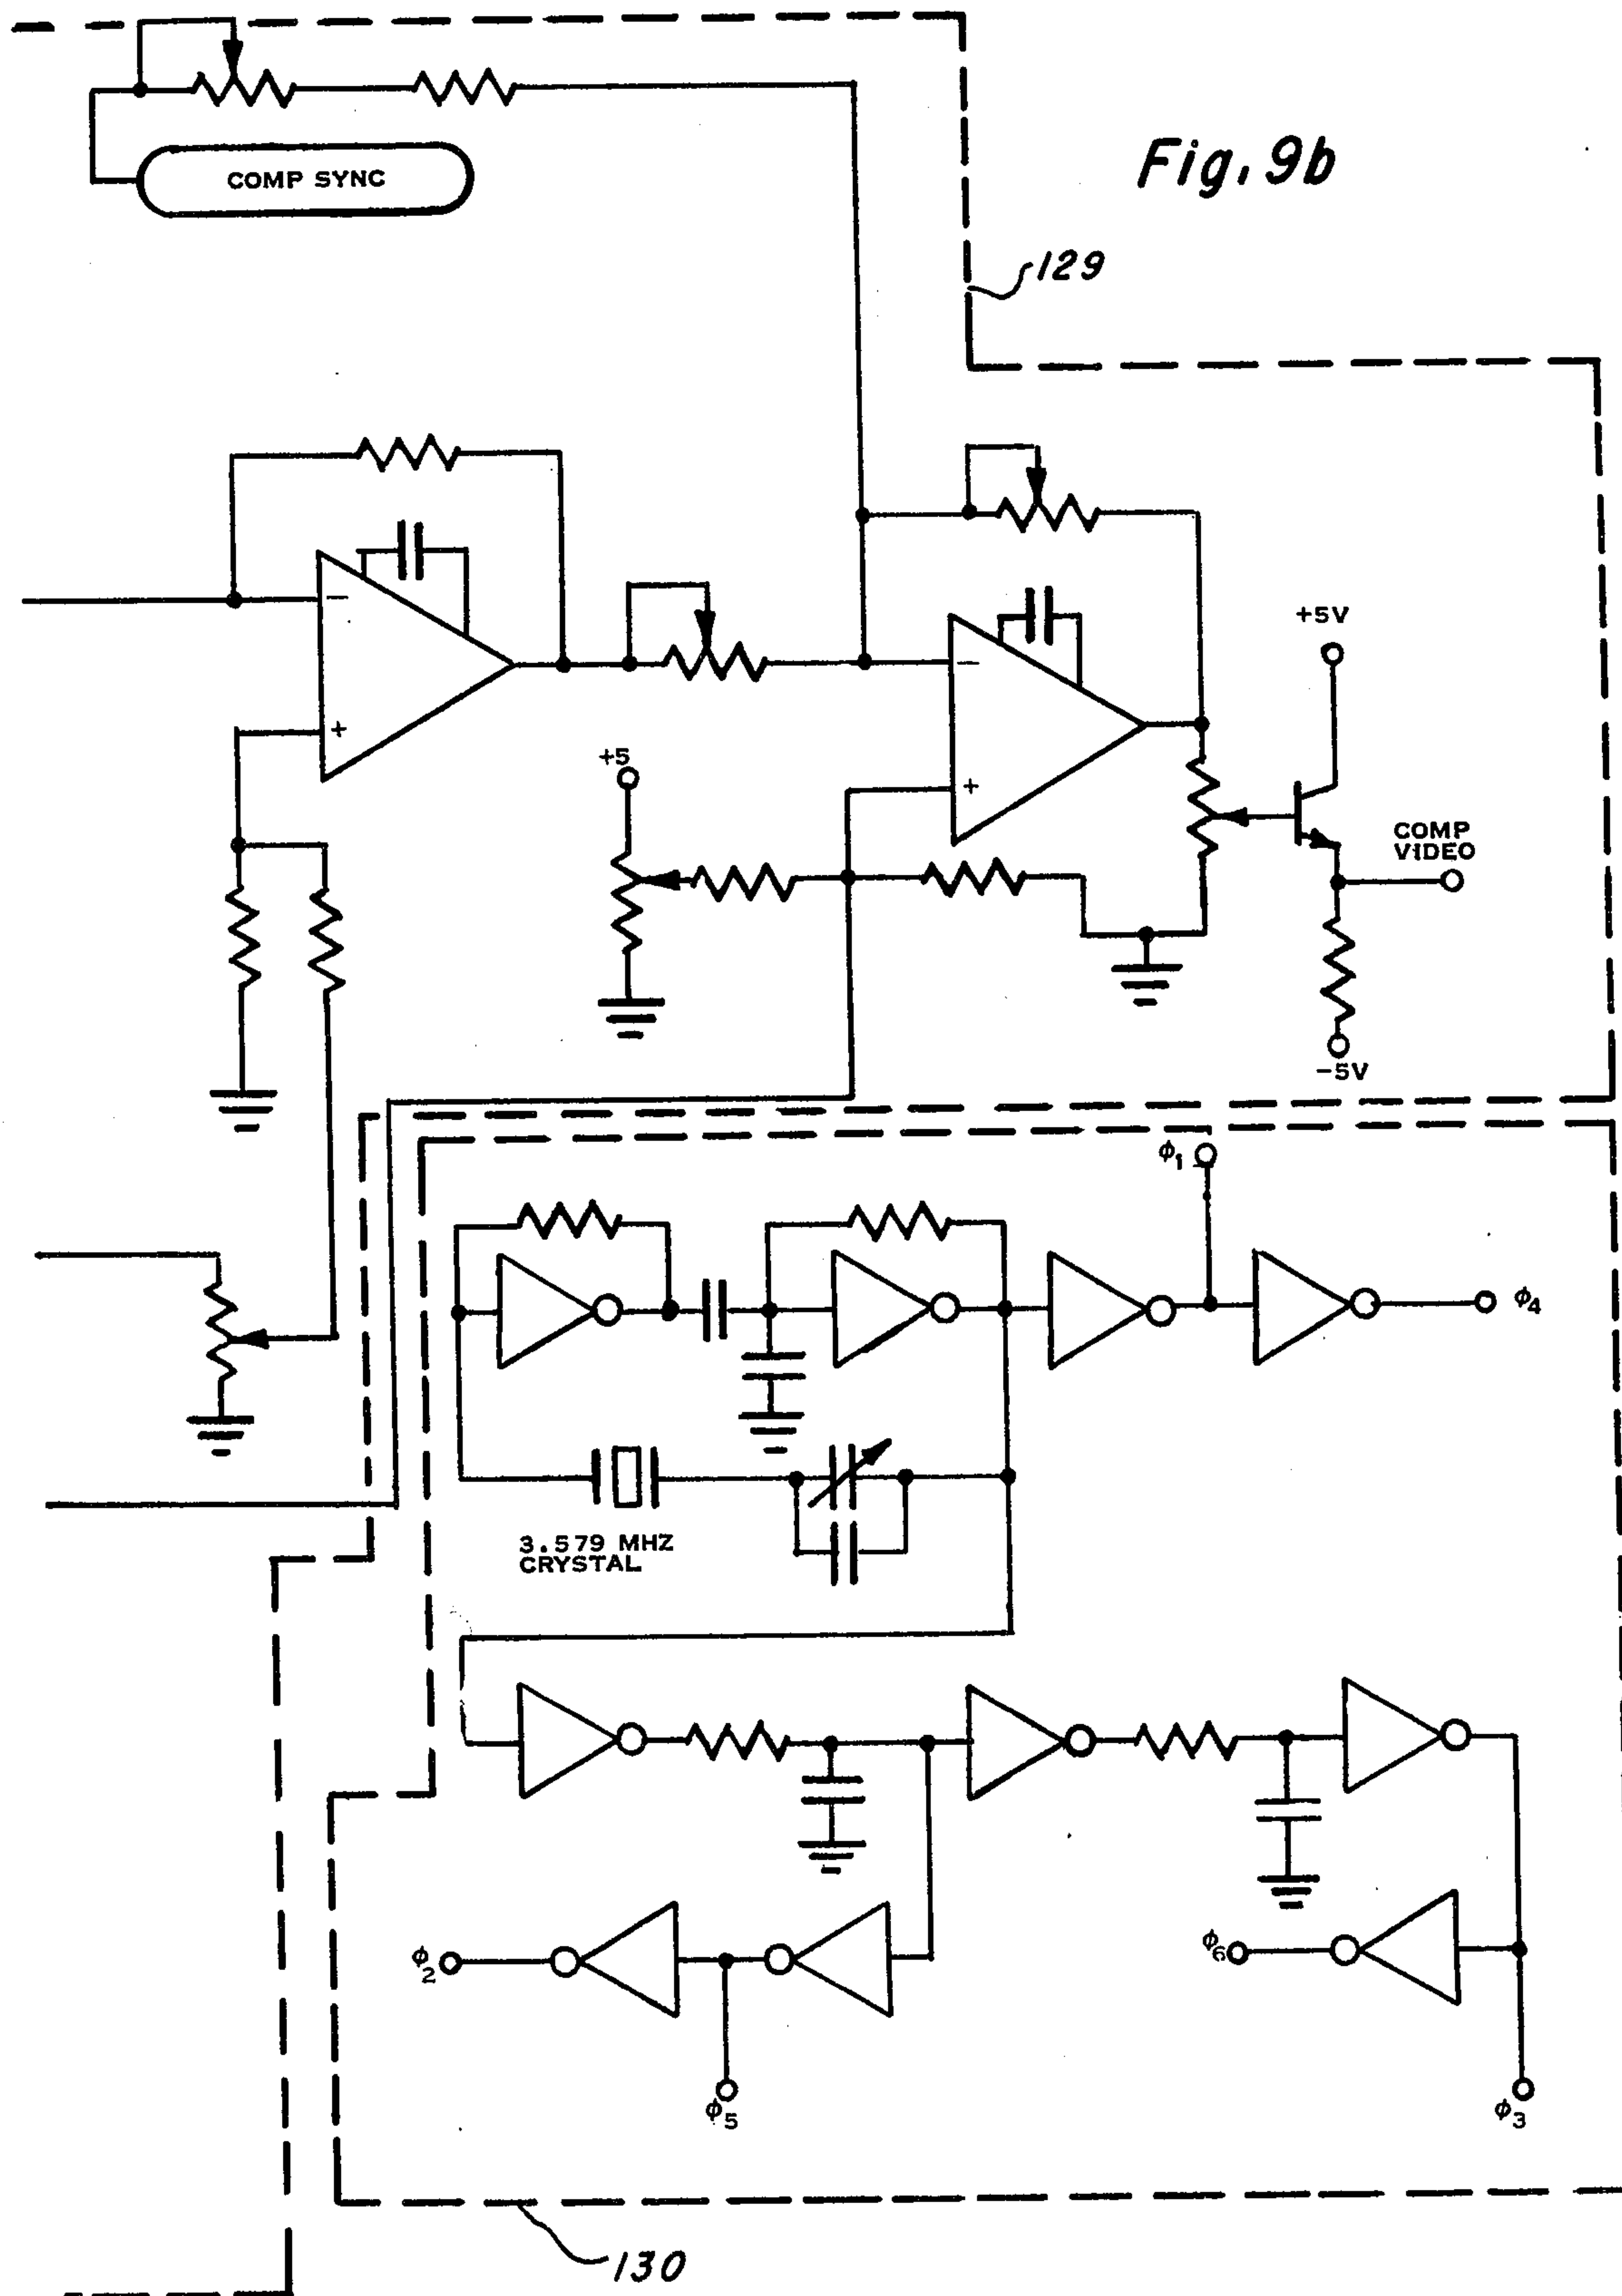 COMP SYNC
Fig. 9b
129
−
+
+5
−
+
+5V
COMP
VIDEO
−5V
ϕ1
ϕ4
3.579 MHZ
CRYSTAL
ϕ2
ϕ5
ϕ6
ϕ3
130